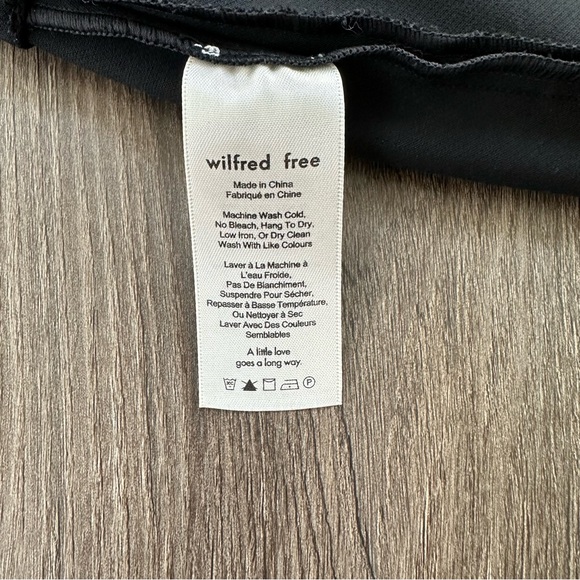 wilfred free
Made in China
Fabriqué en Chine
Machine Wash Cold,
No Bleach, Hang To Dry,
Low Iron, Or Dry Clean
Wash With Like Colours
Laver à La Machine à
L'eau Froide,
Pas De Blanchiment,
Suspendre Pour Sécher,
Repasser à Basse Température,
Ou Nettoyer à Sec
Laver Avec Des Couleurs
Semblables
A little love
goes a long way.
P